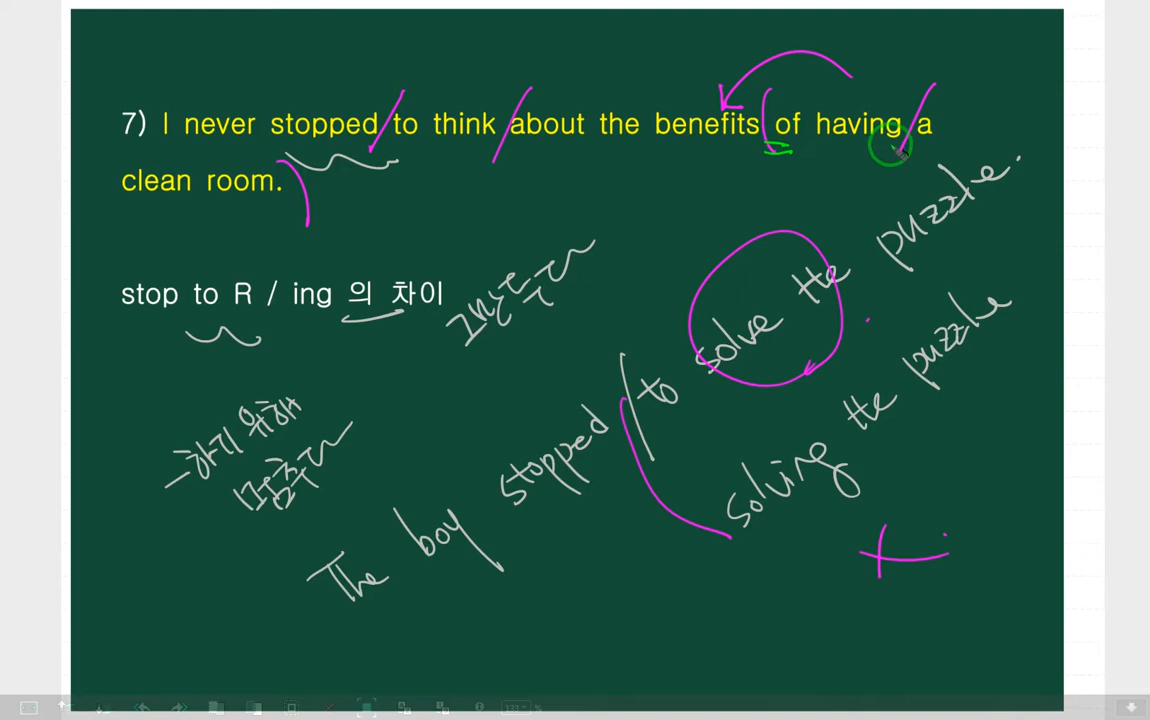 7) I never stopped to think about the benefits of having a
clean room.
stop to R / ing 의 차이
그만두다
-하기 위해
멈추다
The boy stopped to solve the puzzle.
solving the puzzle
133 %